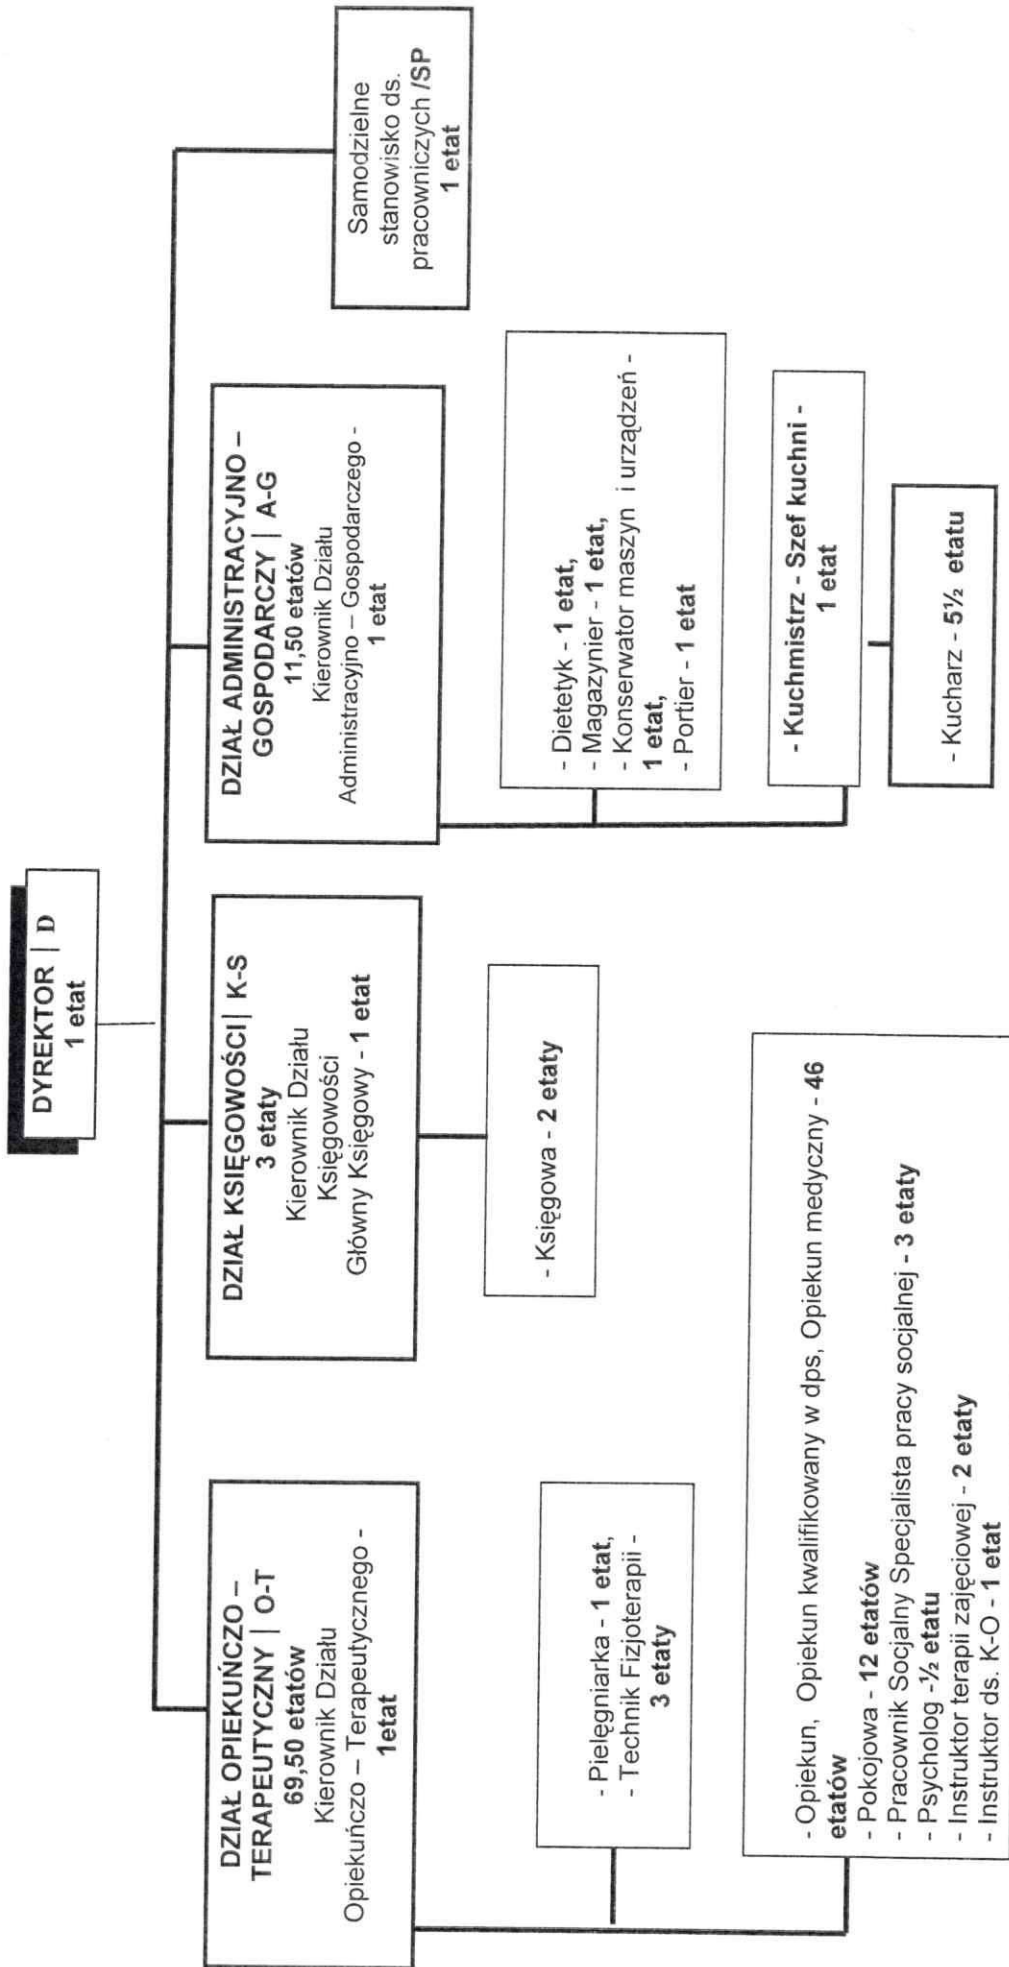 DYREKTOR | D
1 etat
DZIAŁ OPIEKUŃCZO –
TERAPEUTYCZNY | O-T
69,50 etatów
Kierownik Działu
Opiekuńczo – Terapeutycznego -
1etat
- Pielęgniarka - 1 etat,
- Technik Fizjoterapii -
3 etaty
- Opiekun, Opiekun kwalifikowany w dps, Opiekun medyczny - 46
etatów
- Pokojowa - 12 etatów
- Pracownik Socjalny Specjalista pracy socjalnej - 3 etaty
- Psycholog -½ etatu
- Instruktor terapii zajęciowej - 2 etaty
- Instruktor ds. K-O - 1 etat
DZIAŁ KSIĘGOWOŚCI| K-S
3 etaty
Kierownik Działu
Księgowości
Główny Księgowy - 1 etat
- Księgowa - 2 etaty
DZIAŁ ADMINISTRACYJNO –
GOSPODARCZY | A-G
11,50 etatów
Kierownik Działu
Administracyjno – Gospodarczego -
1 etat
- Dietetyk - 1 etat,
- Magazynier - 1 etat,
- Konserwator maszyn i urządzeń -
1 etat,
- Portier - 1 etat
- Kuchmistrz - Szef kuchni -
1 etat
- Kucharz - 5½ etatu
Samodzielne
stanowisko ds.
pracowniczych /SP
1 etat